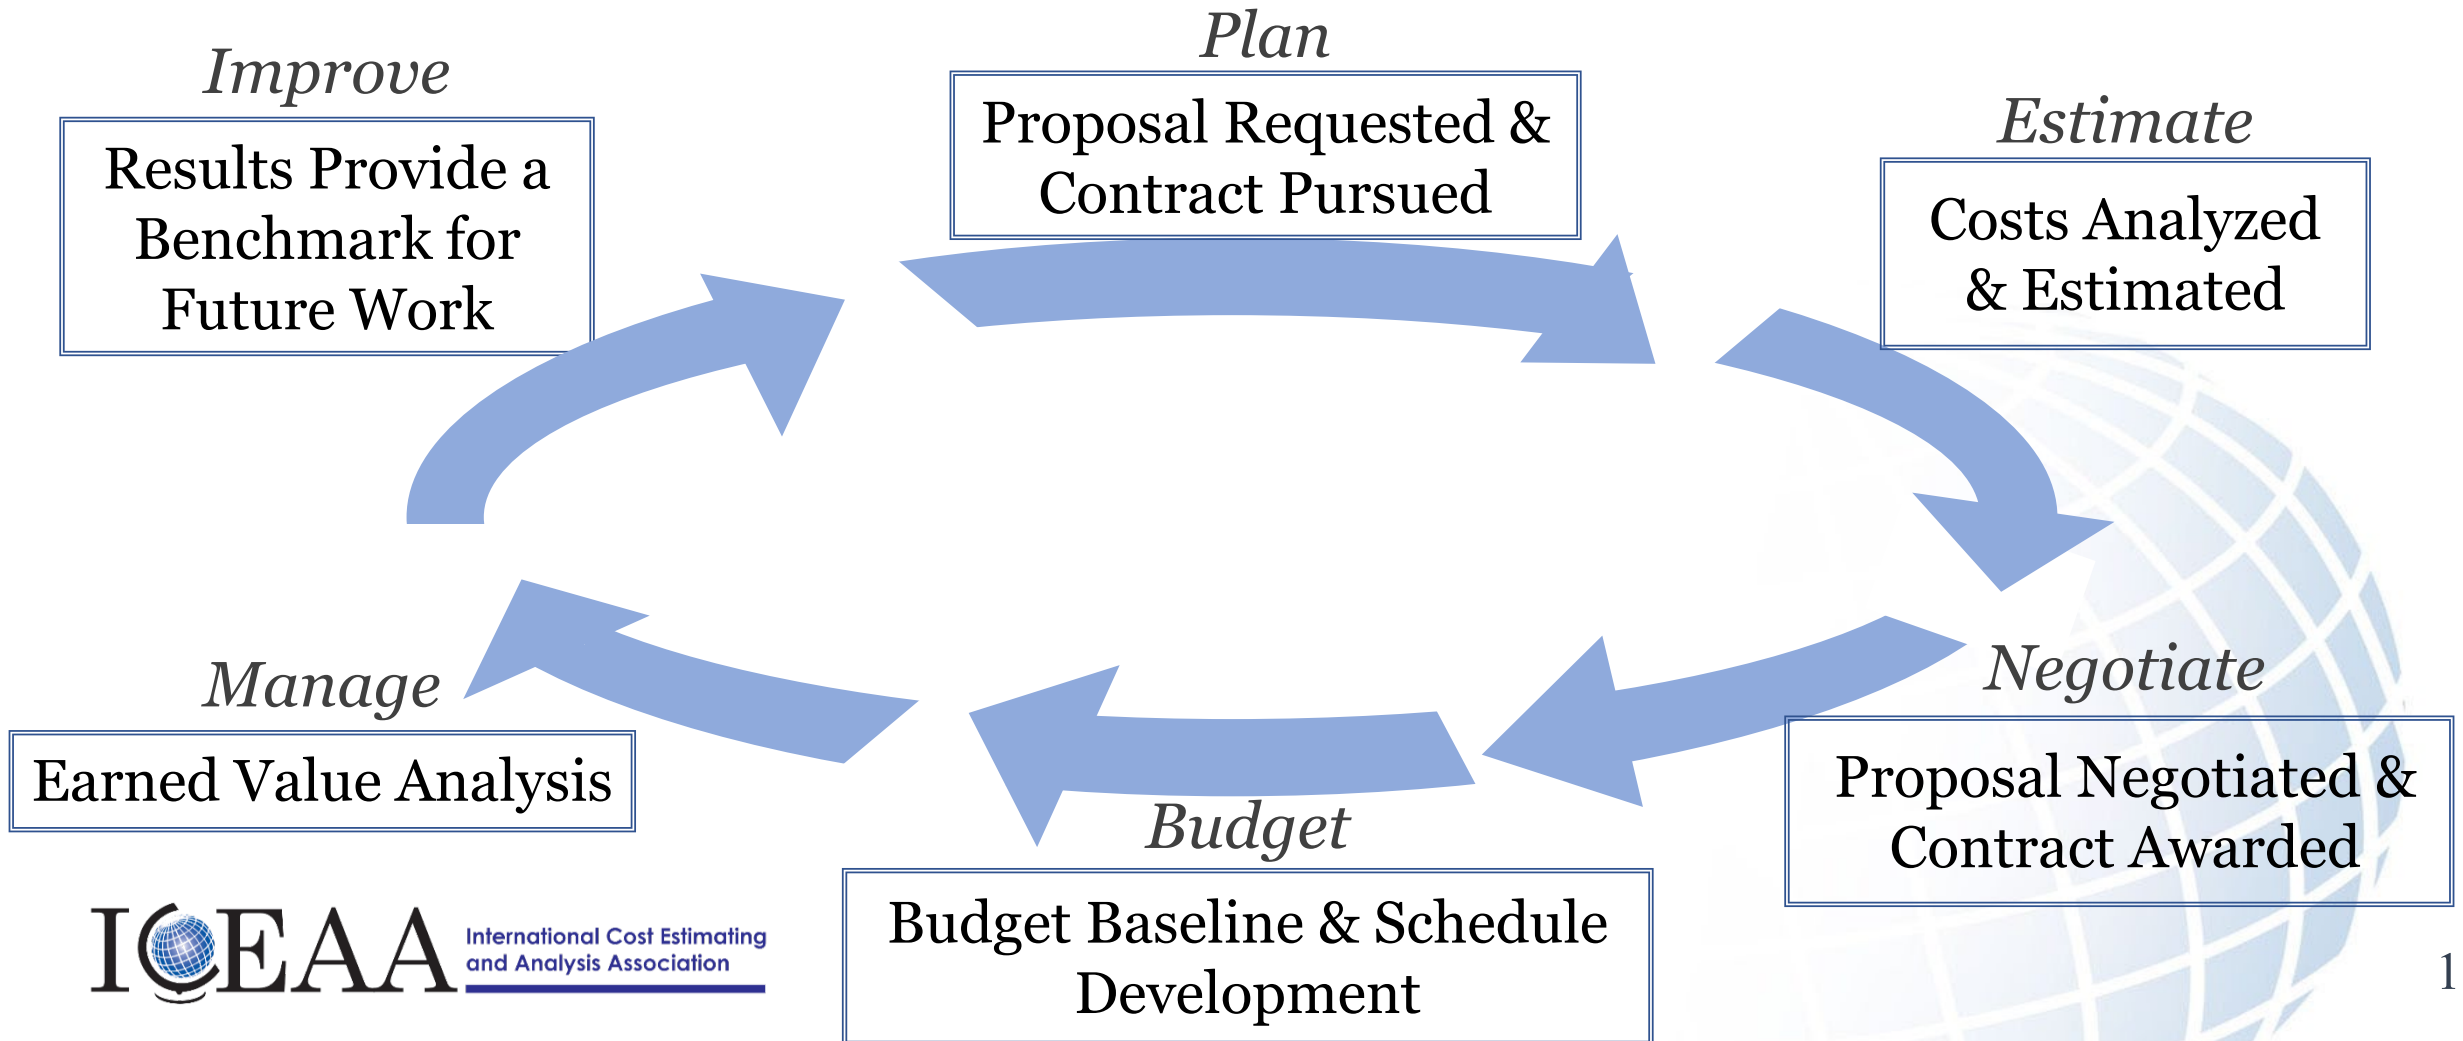 Plan
Proposal Requested &
Contract Pursued
Estimate
Costs Analyzed
& Estimated
Negotiate
Proposal Negotiated &
Contract Awarded
Budget
Budget Baseline & Schedule
Development
Manage
Earned Value Analysis
Improve
Results Provide a
Benchmark for
Future Work
ICEAA
International Cost Estimating
and Analysis Association
1